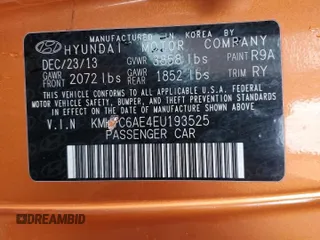 MANUFACTURED IN KOREA BY
HYUNDAI MOTOR COMPANY
DEC/23/13 GVWR 3858 lbs PAINT R9A
GAWR FRONT 2072 lbs GAWR REAR 1852 lbs TRIM RY
THIS VEHICLE CONFORMS TO ALL APPLICABLE FEDERAL
MOTOR VEHICLE SAFETY, BUMPER, AND THEFT
PREVENTION STANDARDS IN EFFECT ON THE
DATE OF MANUFACTURE SHOWN ABOVE.
V.I.N C6AE4EU193525
PASSENGER CAR
DREAMBID